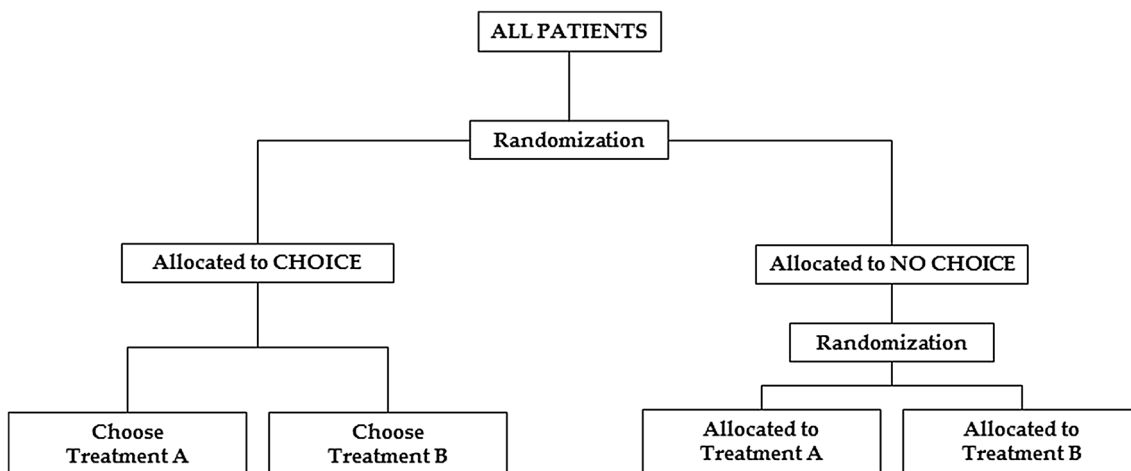 ALL PATIENTS
Randomization
Allocated to CHOICE
Allocated to NO CHOICE
Randomization
Choose
Treatment A
Choose
Treatment B
Allocated to
Treatment A
Allocated to
Treatment B